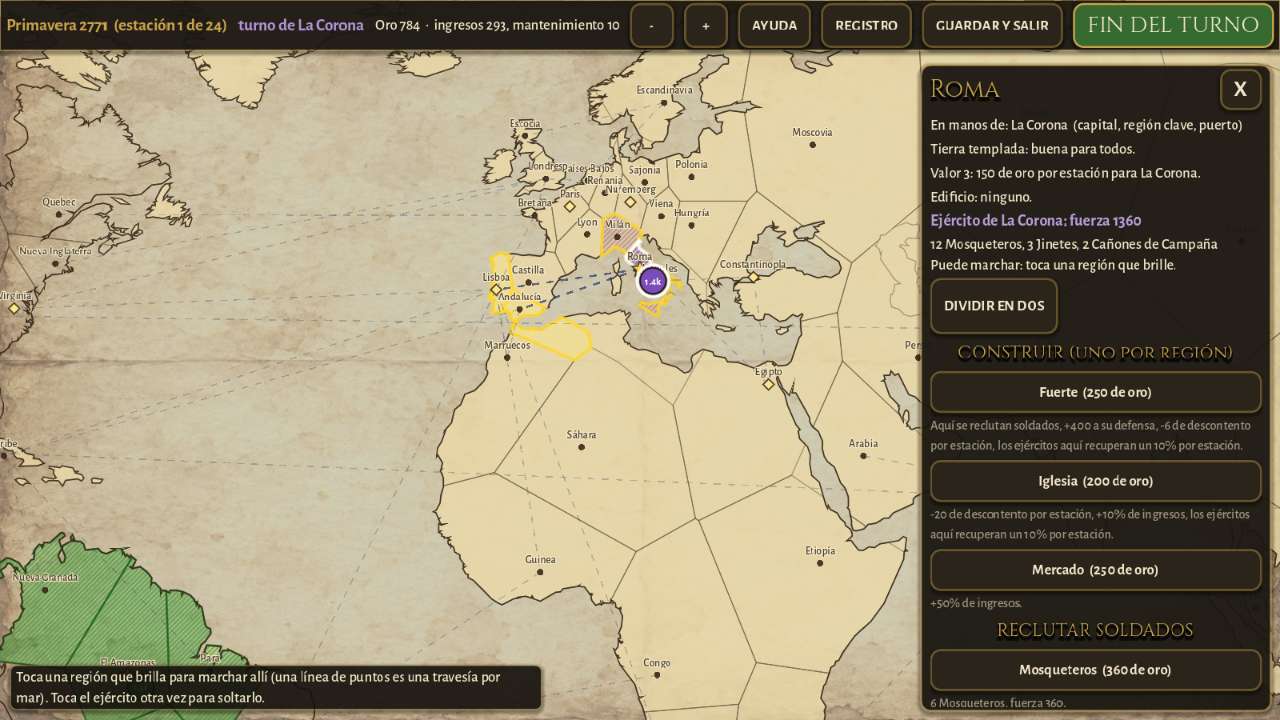 Primavera 2771 (estación 1 de 24) turno de La Corona Oro 784 · ingresos 293, mantenimiento 10 - + AYUDA REGISTRO GUARDAR Y SALIR FIN DEL TURNO
Roma X
En manos de: La Corona (capital, región clave, puerto)
Tierra templada: buena para todos.
Valor 3: 150 de oro por estación para La Corona.
Edificio: ninguno.
Ejército de La Corona; fuerza 1360
12 Mosqueteros, 3 Jinetes, 2 Cañones de Campaña
Puede marchar: toca una región que brilla.
DIVIDIR EN DOS
CONSTRUIR (UNO POR REGIÓN)
Fuerte (250 de oro)
Aquí se reclutan soldados, +400 a su defensa, -6 de descontento
por estación, los ejércitos aquí recuperan un 10% por estación.
Iglesia (200 de oro)
-20 de descontento por estación, +10% de ingresos, los ejércitos
aquí recuperan un 10% por estación.
Mercado (250 de oro)
+50% de ingresos.
RECLUTAR SOLDADOS
Mosqueteros (360 de oro)
6 Mosqueteros. fuerza 360.
Escandinavia
Escocia
Moscovia
Londres
Países Bajos
Sajonia
Polonia
Renania
Quebec
París
Nuremberg
Bretaña
Viena
Hungría
Lyon
Milán
Nueva Inglaterra
Roma
Constantinopla
Lisboa
Castilla
1.4k
Virginia
Andalucía
Marruecos
Egipto
Sáhara
Arabia
Etiopia
Guinea
Nueva Granada
El Amazonas
Pará
Congo
Toca una región que brilla para marchar allí (una línea de puntos es una travesía por
mar). Toca el ejército otra vez para soltarlo.